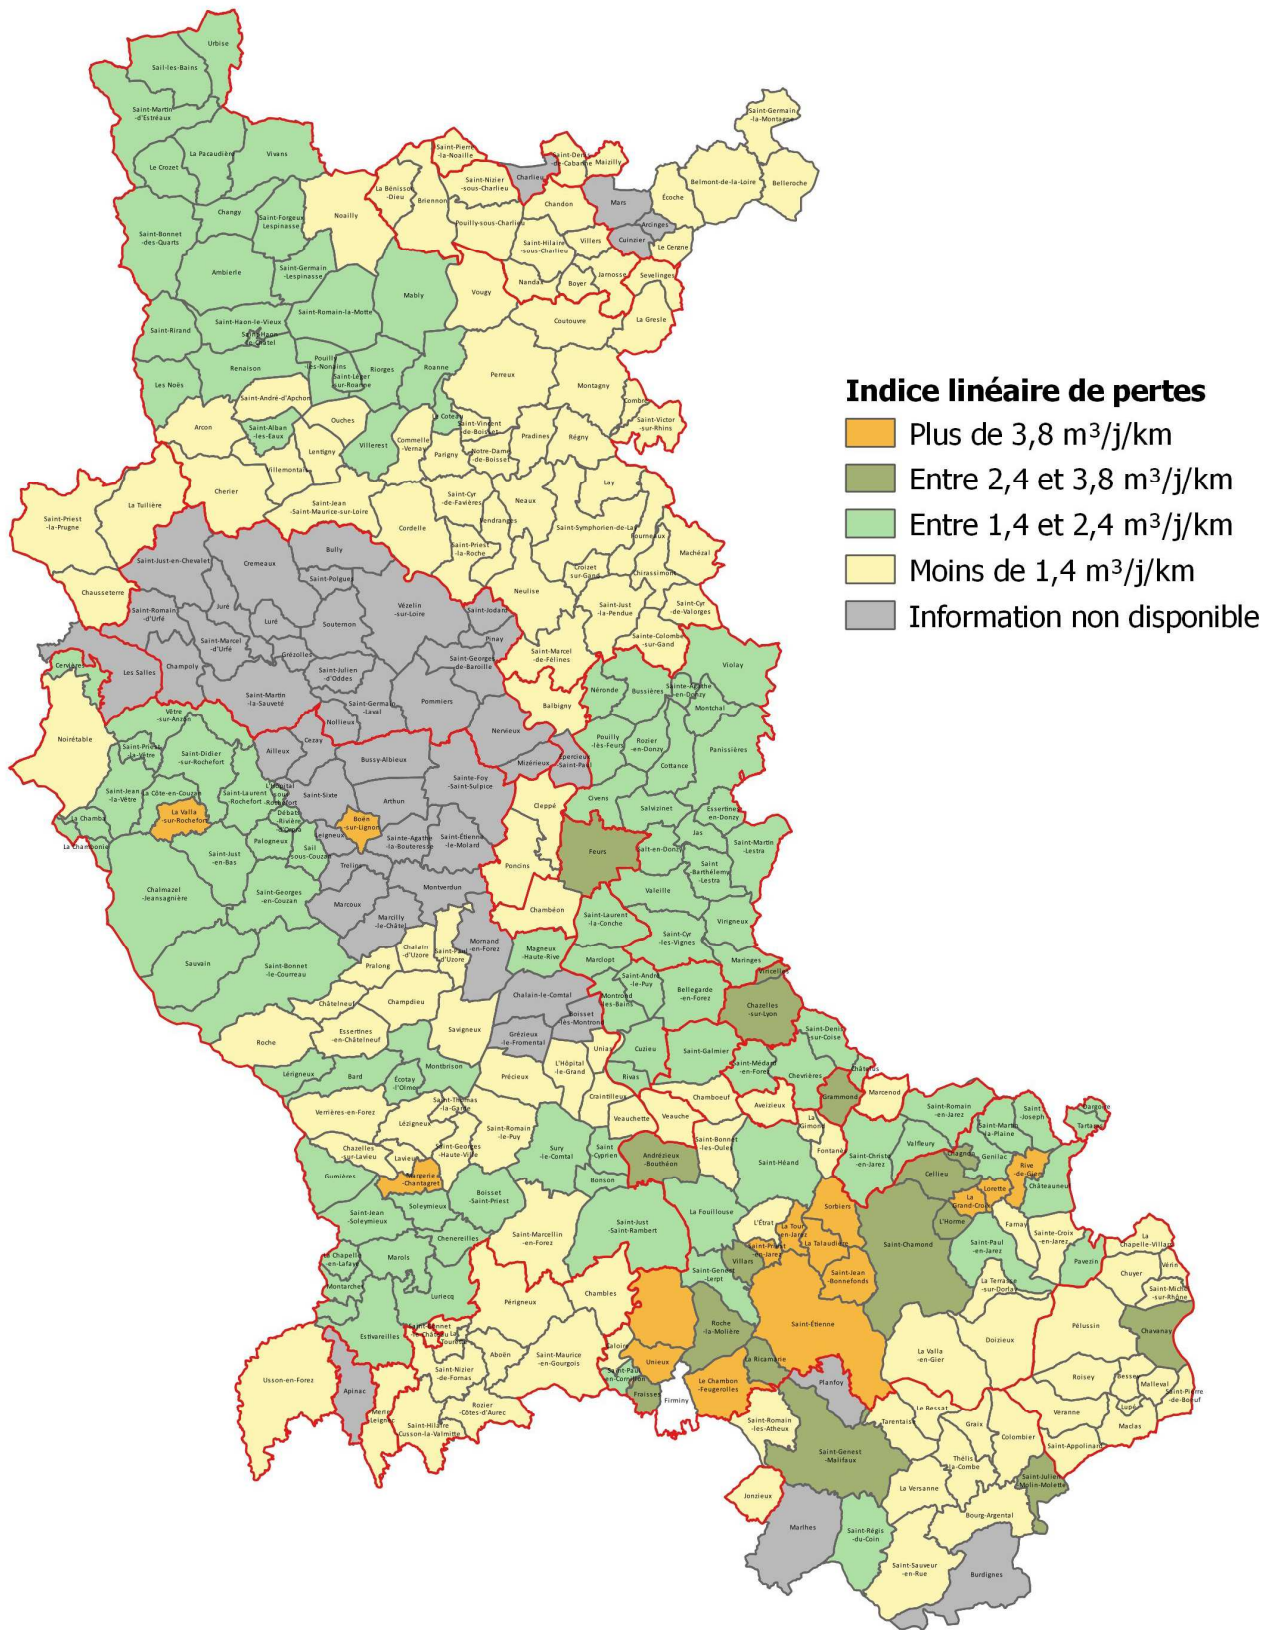 Urbise
Sail-les-Bains
Saint-Martin
-d'Estréaux
Le Crozet
La Pacaudière
Vivans
Changy
Saint-Forgeux
Lespinasse
Noailly
Saint-Bonnet
-des-Quarts
Ambierle
Saint-Germain
-Lespinasse
Mably
Saint-Romain-la-Motte
Saint-Rirand
Saint-Haon-le-Vieux
Saint-Haon
-le-Châtel
Renaison
Les Noës
Pouilly
-les-Nonains
Saint-Léger
-sur-Roanne
Riorges
Roanne
Saint-André-d'Apchon
Arcon
Saint-Alban
-les-Eaux
Ouches
Lentigny
Villerest
Commelle
-Vernay
Villemontais
Cherier
Saint-Jean
-Saint-Maurice-sur-Loire
Cordelle
La Bénisson
-Dieu
Briennon
Saint-Pierre
-la-Noaille
Saint-Nizier
-sous-Charlieu
Charlieu
Saint-Denis
-de-Cabanne
Maizilly
Pouilly-sous-Charlieu
Chandon
Mars
Écoche
Belmont-de-la-Loire
Belleroche
Saint-Germain
-la-Montagne
Arcinges
Cuinzier
Le Cergne
Saint-Hilaire
-sous-Charlieu
Villers
Vougy
Nandax
Boyer
Jarnosse
Sevelinges
Coutouvre
La Gresle
Perreux
Montagny
Combre
Saint-Victor
-sur-Rhins
Le Coteau
Saint-Vincent
-de-Boisset
Parigny
Notre-Dame
-de-Boisset
Pradines
Régny
Saint-Cyr
-de-Favières
Neaux
Lay
Vendranges
Saint-Symphorien-de-Lay
Fourneaux
Machézal
Saint-Priest
-la-Roche
Croizet
sur-Gand
Chirassimont
Neulise
Saint-Just
-la-Pendue
Saint-Cyr
-de-Valorges
Sainte-Colombe
-sur-Gand
Saint-Marcel
-de-Félines
Balbigny
Saint-Priest
-la-Prugne
La Tuilière
Chausseterre
Saint-Just-en-Chevalet
Cremeaux
Bully
Saint-Polgues
Saint-Romain
-d'Urfé
Juré
Luré
Souternon
Vézelin
-sur-Loire
Saint-Jodard
Pinay
Saint-Marcel
-d'Urfé
Grézolles
Saint-Georges
-de-Baroille
Cervières
Les Salles
Champoly
Saint-Julien
-d'Oddes
Saint-Martin
-la-Sauveté
Saint-Germain
-Laval
Pommiers
Nollieux
Nervieux
Noirétable
Vêtre
-sur-Anzon
Ailleux
Cezay
Bussy-Albieux
Mizérieux
Épercieux
-Saint-Paul
Saint-Priest
-la-Vêtre
Saint-Didier
-sur-Rochefort
Saint-Jean
-la-Vêtre
La Côte-en-Couzan
Saint-Laurent
-Rochefort
L'Hôpital
-sous
-Rochefort
Saint-Sixte
Arthun
Sainte-Foy
-Saint-Sulpice
La Valla
-sur-Rochefort
La Chamba
La Chambonie
Débats
-Rivière
-d'Orpra
Leigneux
Boën
-sur-Lignon
Sainte-Agathe
-la-Bouteresse
Saint-Étienne
-le-Molard
Palogneux
Sail
-sous-Couzan
Saint-Just
-en-Bas
Trelins
Chalmazel
-Jeansagnière
Saint-Georges
-en-Couzan
Marcoux
Montverdun
Marcilly
-le-Châtel
Sauvain
Saint-Bonnet
-le-Courreau
Chalain
-d'Uzore
Saint-Paul
-d'Uzore
Mornand
-en-Forez
Pralong
Châtelneuf
Champdieu
Roche
Essertines
-en-Châtelneuf
Savigneux
Néronde
Bussières
Sainte-Agathe
-en-Donzy
Violay
Montchal
Pouilly
-lès-Feurs
Rozier
-en-Donzy
Panissières
Cottance
Civens
Salvizinet
Essertines
-en-Donzy
Cleppé
Feurs
Salt-en-Donzy
Jas
Saint-Martin
-Lestra
Saint
-Barthélemy
-Lestra
Poncins
Valeille
Chambéon
Saint-Laurent
-la-Conche
Saint-Cyr
-les-Vignes
Virigneux
Magneux
-Haute-Rive
Marclopt
Maringes
Viricelles
Saint-André
-le-Puy
Bellegarde
-en-Forez
Chazelles
-sur-Lyon
Chalain-le-Comtal
Montrond
-les-Bains
Boisset
-lès-Montrond
Grézieux
-le-Fromental
Unias
Cuzieu
Saint-Galmier
Saint-Denis
-sur-Coise
Saint-Médard
-en-Forez
Chevrières
Châtelus
Rivas
L'Hôpital
-le-Grand
Précieux
Craintilleux
Veauchette
Veauche
Chamboeuf
Aveizieux
Grammond
Marcenod
La
Gimond
Fontanès
Lérigneux
Bard
Écotay
-l'Olme
Montbrison
Verrières-en-Forez
Saint-Thomas
-la-Garde
Lézigneux
Saint-Romain
-le-Puy
Chazelles
-sur-Lavieu
Lavieu
Saint-Georges
-Haute-Ville
Sury
-le-Comtal
Saint
-Cyprien
Bonson
Andrézieux
-Bouthéon
Saint-Bonnet
-les-Oules
Saint-Héand
Gumières
Margerie
-Chantagret
Soleymieux
Boisset
-Saint-Priest
Saint-Jean
-Soleymieux
Saint-Marcellin
-en-Forez
Saint-Just
-Saint-Rambert
La Fouillouse
Chenereilles
La Chapelle
-en-Lafaye
Marols
Montarcher
Luriecq
Estivareilles
Saint-Bonnet
-le-Château
La
Tourette
Périgneux
Chambles
Aboën
Saint-Maurice
-en-Gourgois
Saint-Nizier
-de-Fornas
Usson-en-Forez
Apinac
Merle
-Leignec
Rozier
-Côtes-d'Aurec
Saint-Hilaire
-Cusson-la-Valmitte
Saint-Romain
-en-Jarez
Saint
-Joseph
Dargoire
Tartaras
Saint-Martin
-la-Plaine
Valfleury
Chagnon
Genilac
Rive
-de-Gier
Saint-Christo
-en-Jarez
Cellieu
Châteauneuf
Lorette
La
Grand-Croix
L'Horme
Farnay
Sainte-Croix
-en-Jarez
Saint-Chamond
Saint-Paul
-en-Jarez
Pavezin
La
Chapelle-Villars
La Terrasse
-sur-Dorlay
Chuyer
Vérin
Saint-Michel
-sur-Rhône
L'Étrat
La Tour
-en-Jarez
Sorbiers
La Talaudière
Saint-Priest
-en-Jarez
Villars
Saint-Genest
-Lerpt
Saint-Jean
-Bonnefonds
Saint-Étienne
Roche
-la-Molière
La Ricamarie
Unieux
Saint-Paul
-en-Cornillon
Fraisses
Firminy
Le Chambon
-Feugerolles
Planfoy
La Valla
-en-Gier
Doizieux
Pélussin
Chavanay
Roisey
Bessey
Malleval
Saint-Pierre
-de-Boeuf
Lupé
Maclas
Véranne
Saint-Appolinard
Saint-Romain
-les-Atheux
Tarentaise
Le Bessat
Graix
Colombier
Saint-Genest
-Malifaux
Thélis
-la-Combe
Saint-Julien
-Molin-Molette
La Versanne
Bourg-Argental
Jonzieux
Marlhes
Saint-Régis
-du-Coin
Saint-Sauveur
-en-Rue
Burdignes
Indice linéaire de pertes
Plus de 3,8 m³/j/km
Entre 2,4 et 3,8 m³/j/km
Entre 1,4 et 2,4 m³/j/km
Moins de 1,4 m³/j/km
Information non disponible